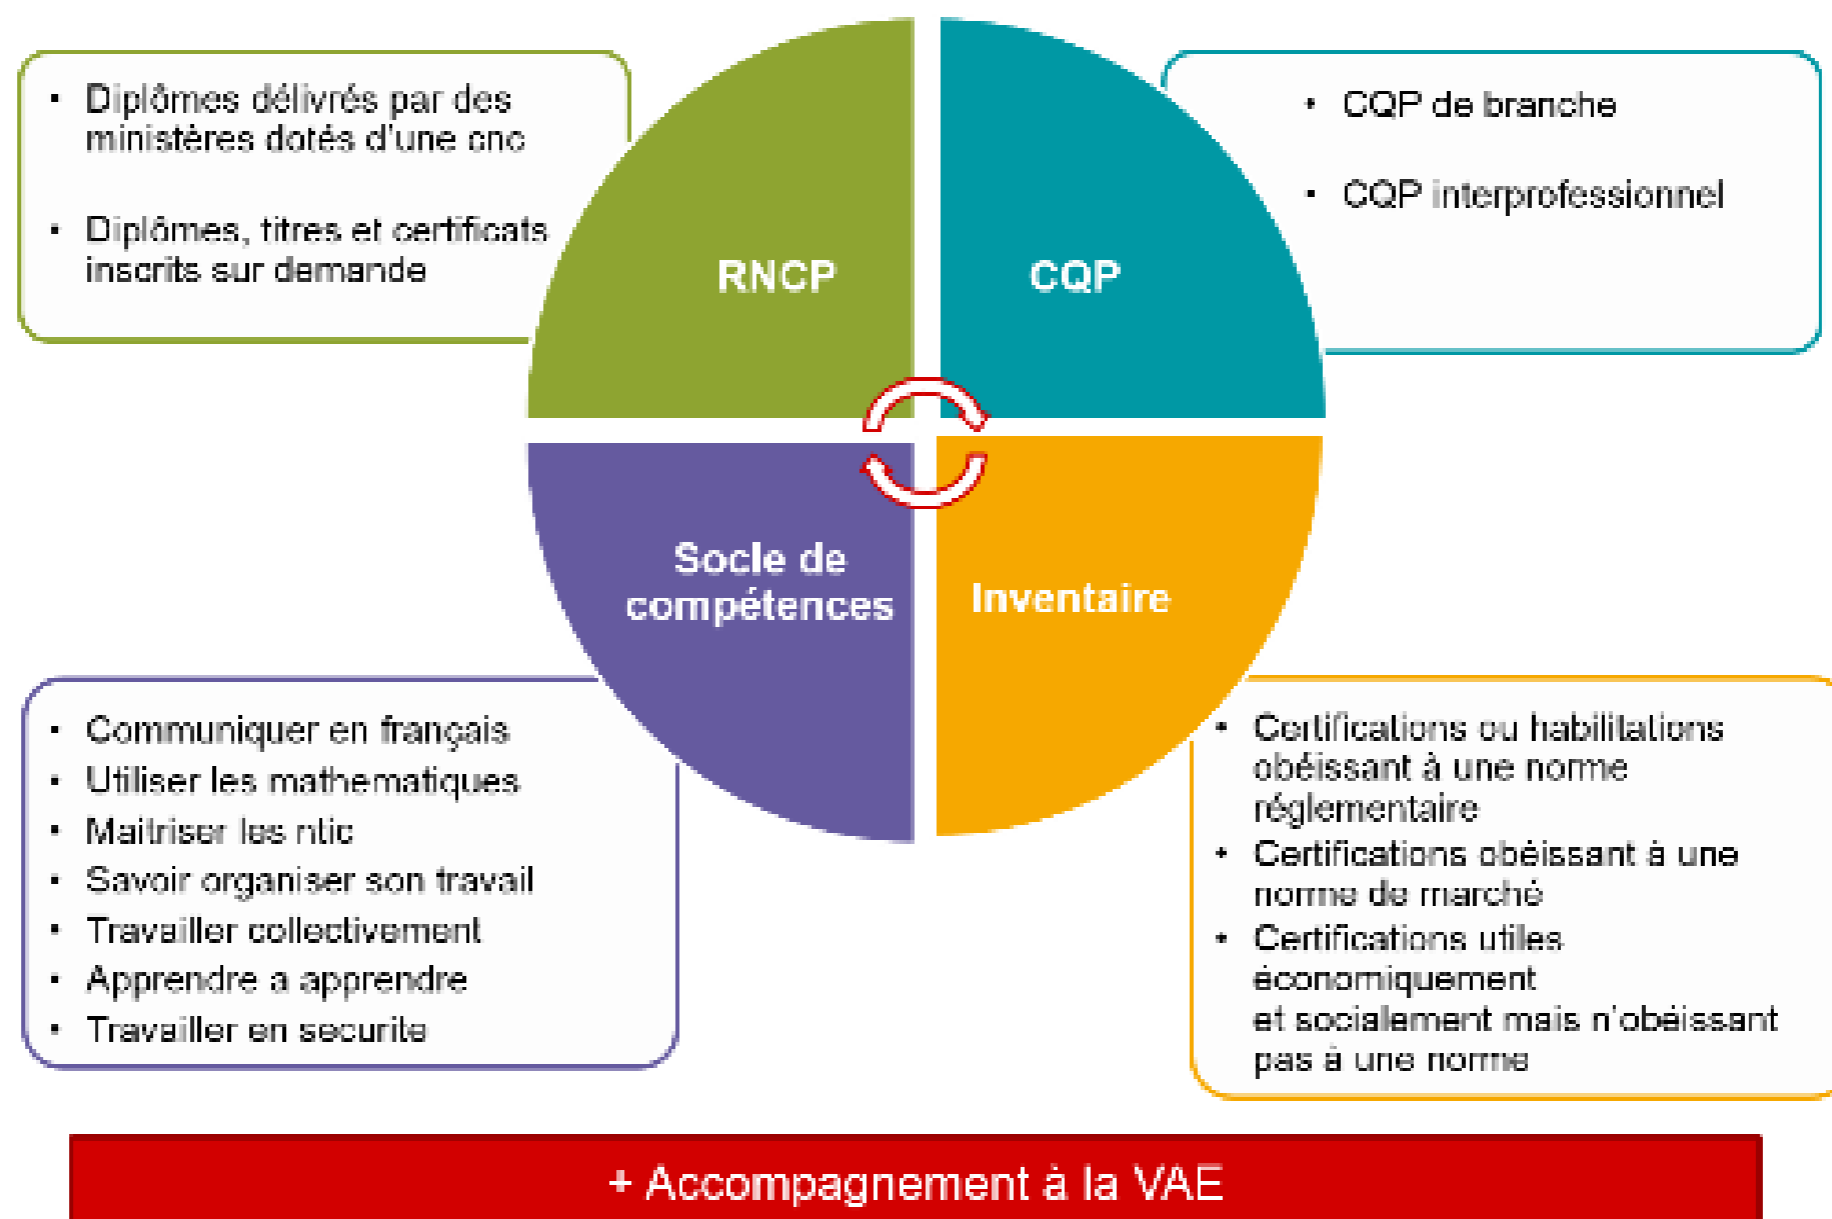 • Diplômes délivrés par des
ministères dotés d'une cnc
• Diplômes, titres et certificats
inscrits sur demande
RNCP
CQP
• CQP de branche
• CQP interprofessionnel
Socle de
compétences
Inventaire
• Communiquer en français
• Utiliser les mathematiques
• Maitriser les ntic
• Savoir organiser son travail
• Travailler collectivement
• Apprendre a apprendre
• Travailler en securite
• Certifications ou habilitations
obéissant à une norme
réglementaire
• Certifications obéissant à une
norme de marché
• Certifications utiles
économiquement
et socialement mais n'obéissant
pas à une norme
+ Accompagnement à la VAE